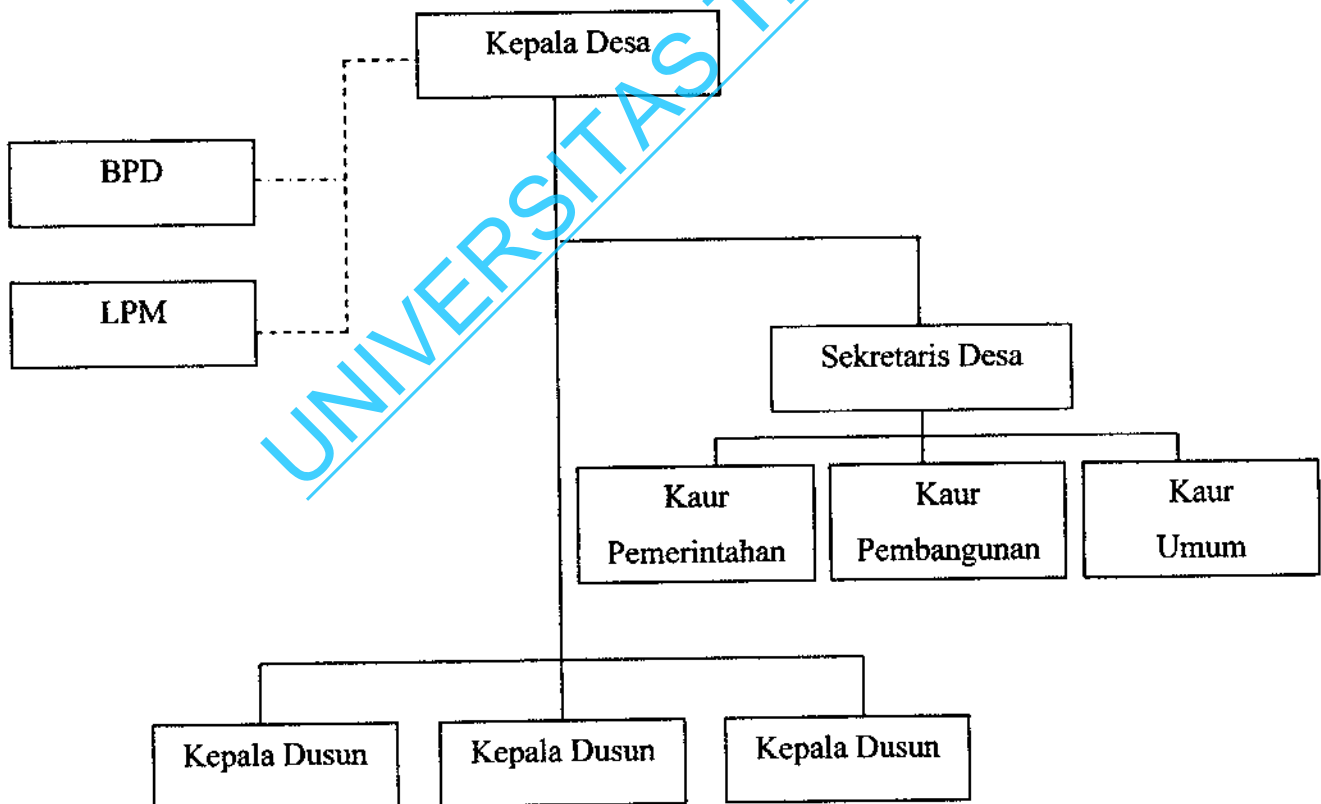 Kepala Desa
BPD
LPM
Sekretaris Desa
Kaur
Pemerintahan
Kaur
Pembangunan
Kaur
Umum
Kepala Dusun
Kepala Dusun
Kepala Dusun
UNIVERSITAS